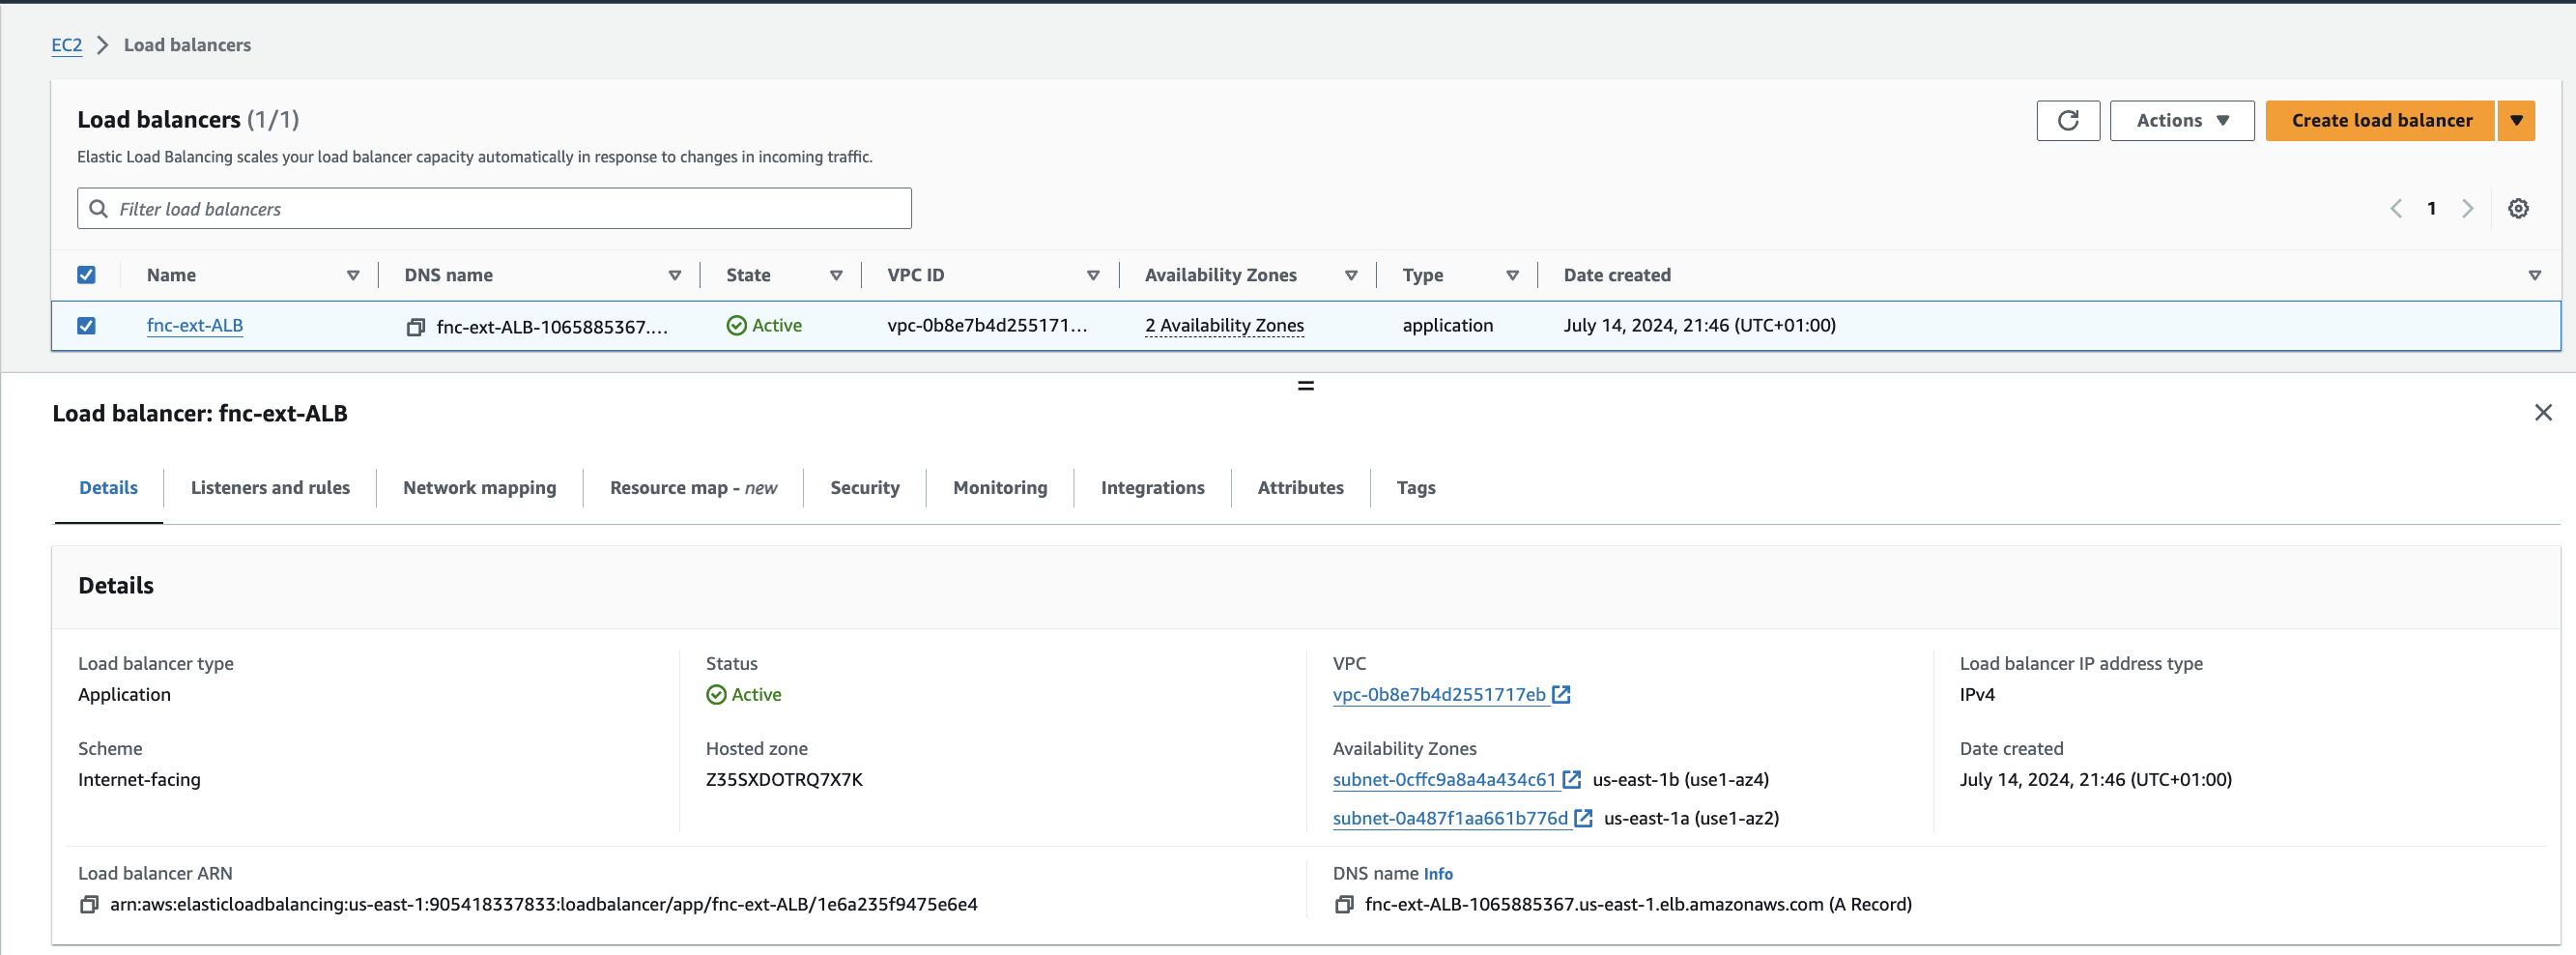 EC2 > Load balancers
Load balancers (1/1)
Actions
Create load balancer
Elastic Load Balancing scales your load balancer capacity automatically in response to changes in incoming traffic.
Filter load balancers
1
Name DNS name State VPC ID Availability Zones Type Date created
fnc-ext-ALB fnc-ext-ALB-1065885367.... Active vpc-0b8e7b4d255171... 2 Availability Zones application July 14, 2024, 21:46 (UTC+01:00)
Load balancer: fnc-ext-ALB
Details Listeners and rules Network mapping Resource map - new Security Monitoring Integrations Attributes Tags
Details
Load balancer type Status VPC Load balancer IP address type
Application Active vpc-0b8e7b4d2551717eb IPv4
Scheme Hosted zone Availability Zones Date created
Internet-facing Z35SXDOTRQ7X7K subnet-0cffc9a8a4a434c61 us-east-1b (use1-az4) July 14, 2024, 21:46 (UTC+01:00)
subnet-0a487f1aa661b776d us-east-1a (use1-az2)
Load balancer ARN DNS name Info
arn:aws:elasticloadbalancing:us-east-1:905418337833:loadbalancer/app/fnc-ext-ALB/1e6a235f9475e6e4 fnc-ext-ALB-1065885367.us-east-1.elb.amazonaws.com (A Record)